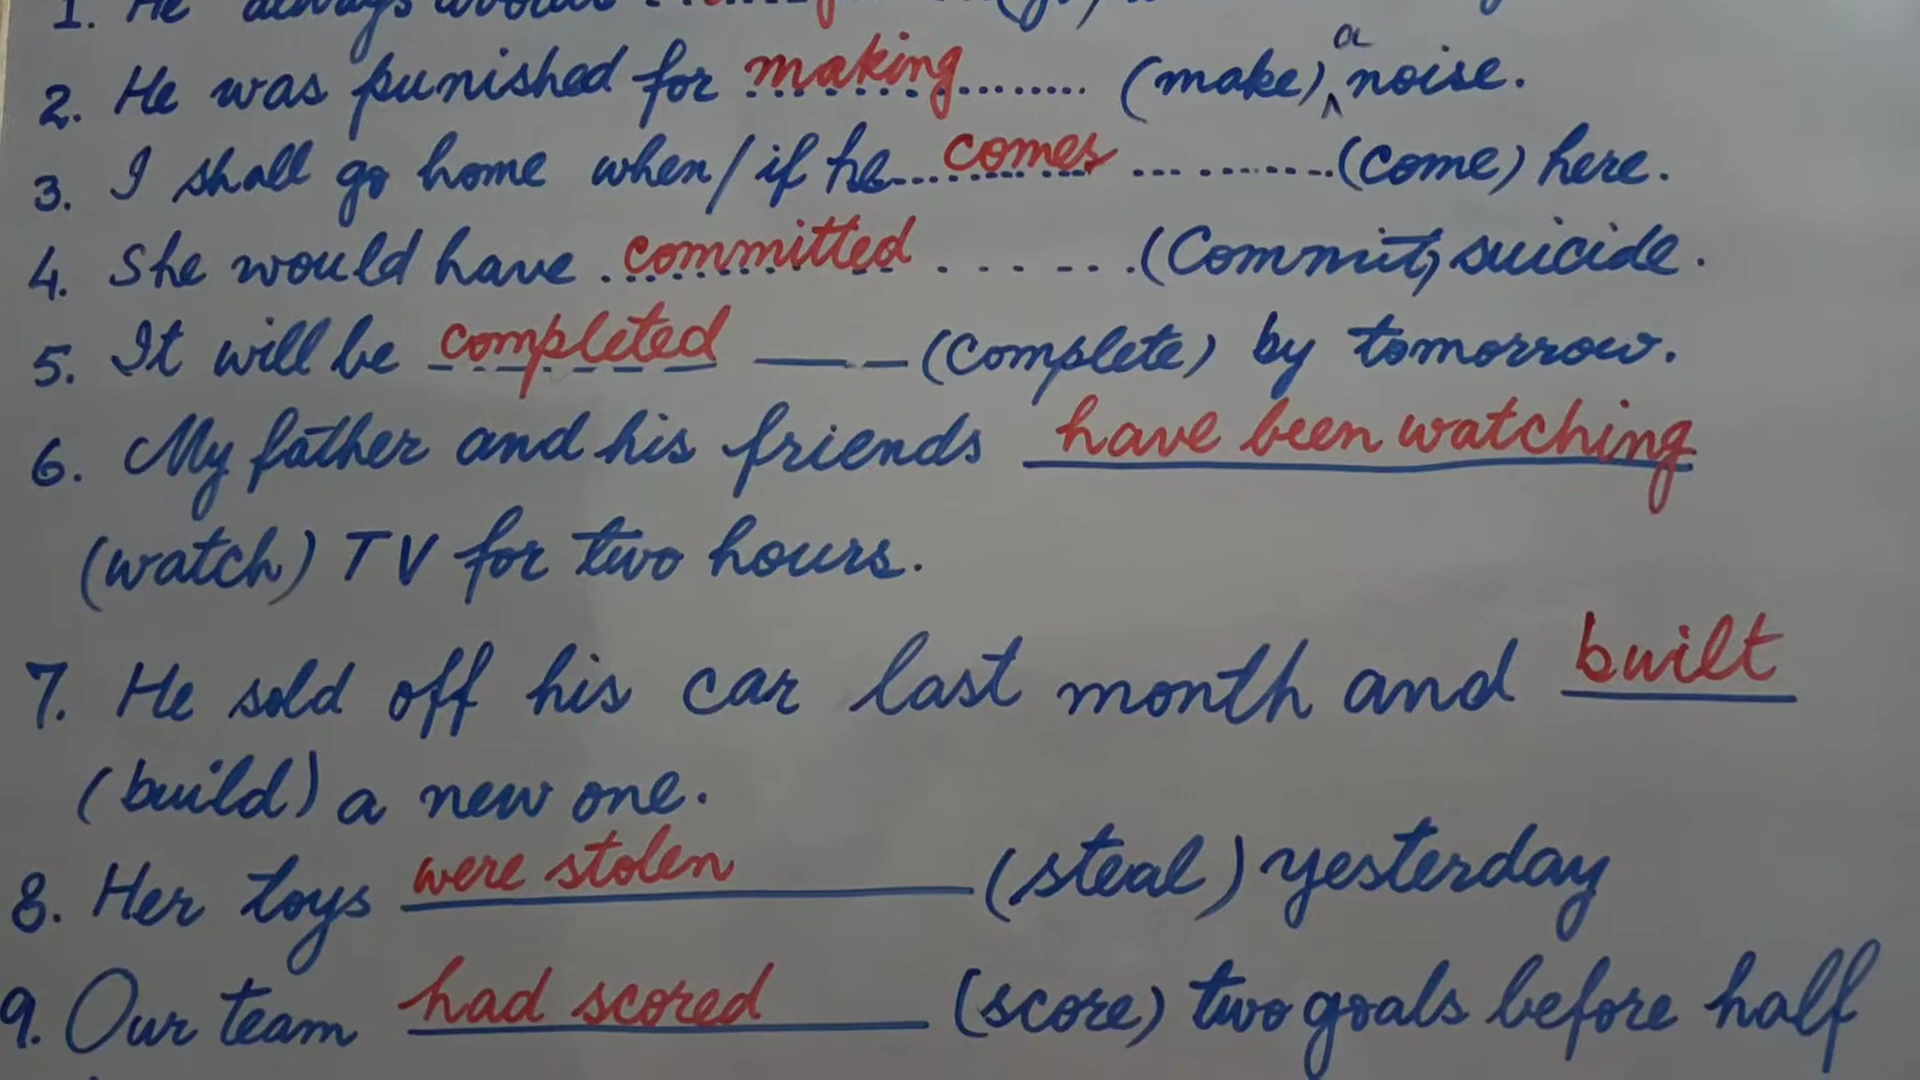 1. He always avoids
2. He was punished for making (make) a noise.
3. I shall go home when/if he comes (come) here.
4. She would have committed (Commit) suicide.
5. It will be completed (Complete) by tomorrow.
6. My father and his friends have been watching
(watch) TV for two hours.
7. He sold off his car last month and built
(build) a new one.
8. Her toys were stolen (steal) yesterday
9. Our team had scored (score) two goals before half